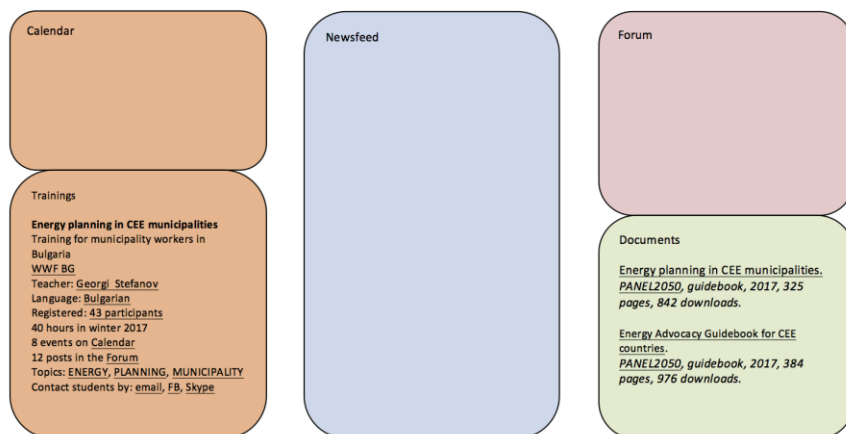 Calendar
Newsfeed
Forum
Trainings
Energy planning in CEE municipalities
Training for municipality workers in
Bulgaria
WWF BG
Teacher: Georgi Stefanov
Language: Bulgarian
Registered: 43 participants
40 hours in winter 2017
8 events on Calendar
12 posts in the Forum
Topics: ENERGY, PLANNING, MUNICIPALITY
Contact students by: email, FB, Skype
Documents
Energy planning in CEE municipalities.
PANEL2050, guidebook, 2017, 325
pages, 842 downloads.
Energy Advocacy Guidebook for CEE
countries.
PANEL2050, guidebook, 2017, 384
pages, 976 downloads.